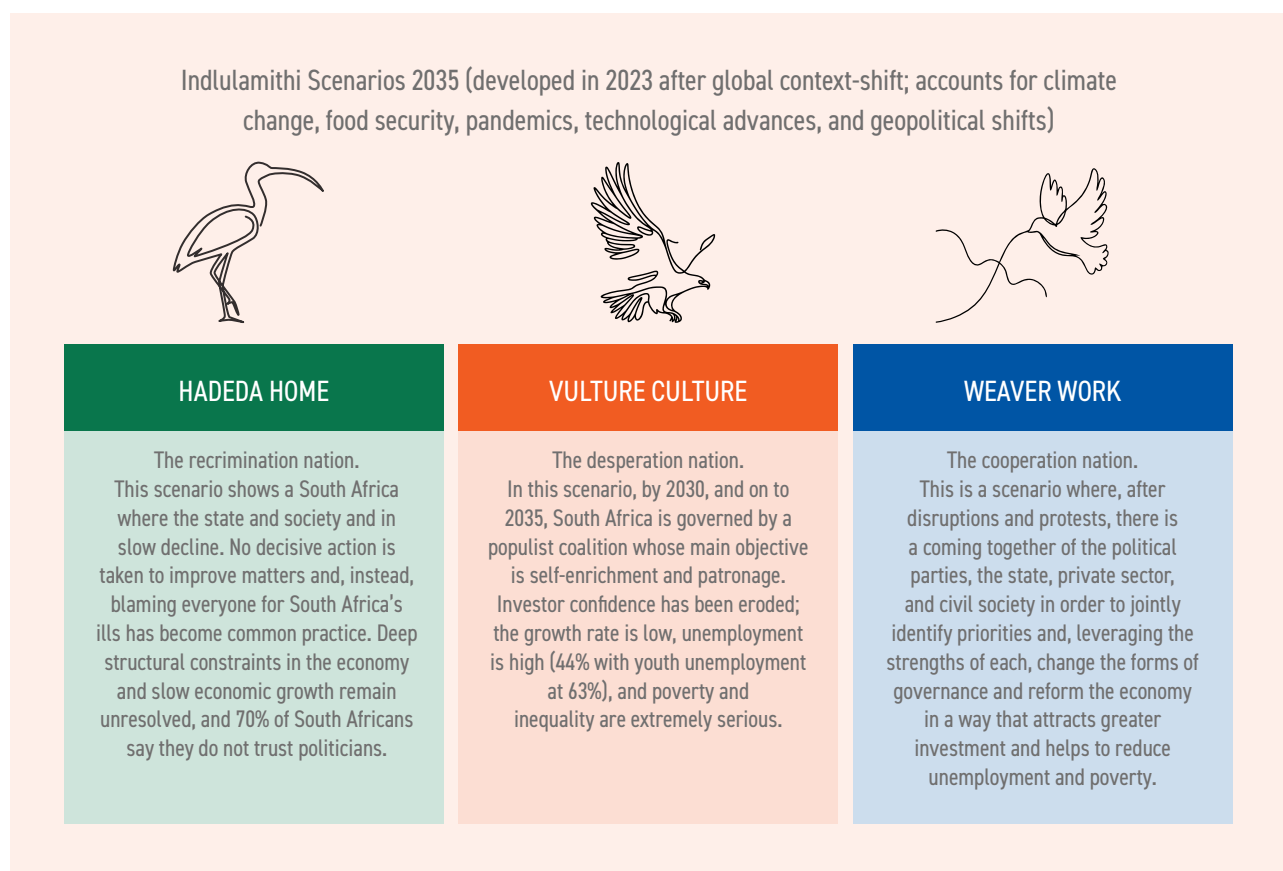 Indlulamithi Scenarios 2035 (developed in 2023 after global context-shift; accounts for climate
change, food security, pandemics, technological advances, and geopolitical shifts)
HADEDA HOME
The recrimination nation.
This scenario shows a South Africa
where the state and society and in
slow decline. No decisive action is
taken to improve matters and, instead,
blaming everyone for South Africa's
ills has become common practice. Deep
structural constraints in the economy
and slow economic growth remain
unresolved, and 70% of South Africans
say they do not trust politicians.
VULTURE CULTURE
The desperation nation.
In this scenario, by 2030, and on to
2035, South Africa is governed by a
populist coalition whose main objective
is self-enrichment and patronage.
Investor confidence has been eroded;
the growth rate is low, unemployment
is high (44% with youth unemployment
at 63%), and poverty and
inequality are extremely serious.
WEAVER WORK
The cooperation nation.
This is a scenario where, after
disruptions and protests, there is
a coming together of the political
parties, the state, private sector,
and civil society in order to jointly
identify priorities and, leveraging the
strengths of each, change the forms of
governance and reform the economy
in a way that attracts greater
investment and helps to reduce
unemployment and poverty.